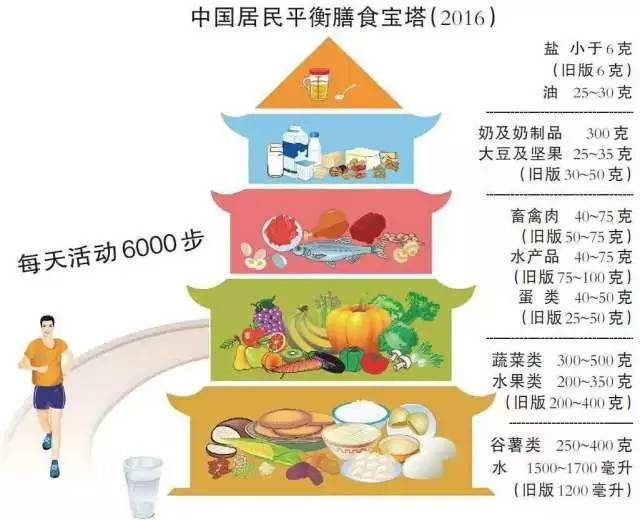 中国居民平衡膳食宝塔(2016)
盐 小于6克
(旧版6克)
油 25~30克
奶及奶制品 300克
大豆及坚果 25~35克
(旧版30~50克)
畜禽肉 40~75克
(旧版50~75克)
水产品 40~75克
(旧版75~100克)
蛋 类 40~50克
(旧版25~50克)
每天活动6000步
蔬菜类 300~500克
水果类 200~350克
(旧版200~400克)
谷薯类 250~400克
水 1500~1700毫升
(旧版1200毫升)